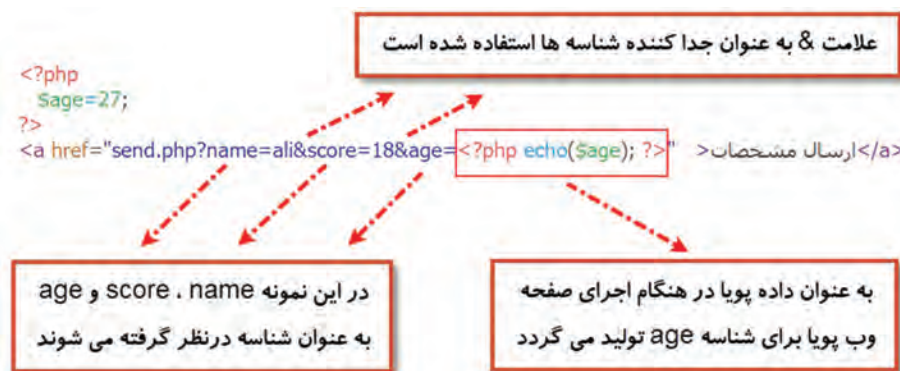 علامت & به عنوان جدا کننده شناسه ها استفاده شده است
<?php
$age=27;
?>
<a href="send.php?name=ali&score=18&age=<?php echo($age); ?>" >ارسال مشخصات</a>
در این نمونه score ، name و age
به عنوان شناسه درنظر گرفته می شوند
به عنوان داده پویا در هنگام اجرای صفحه
وب پویا برای شناسه age تولید می گردد